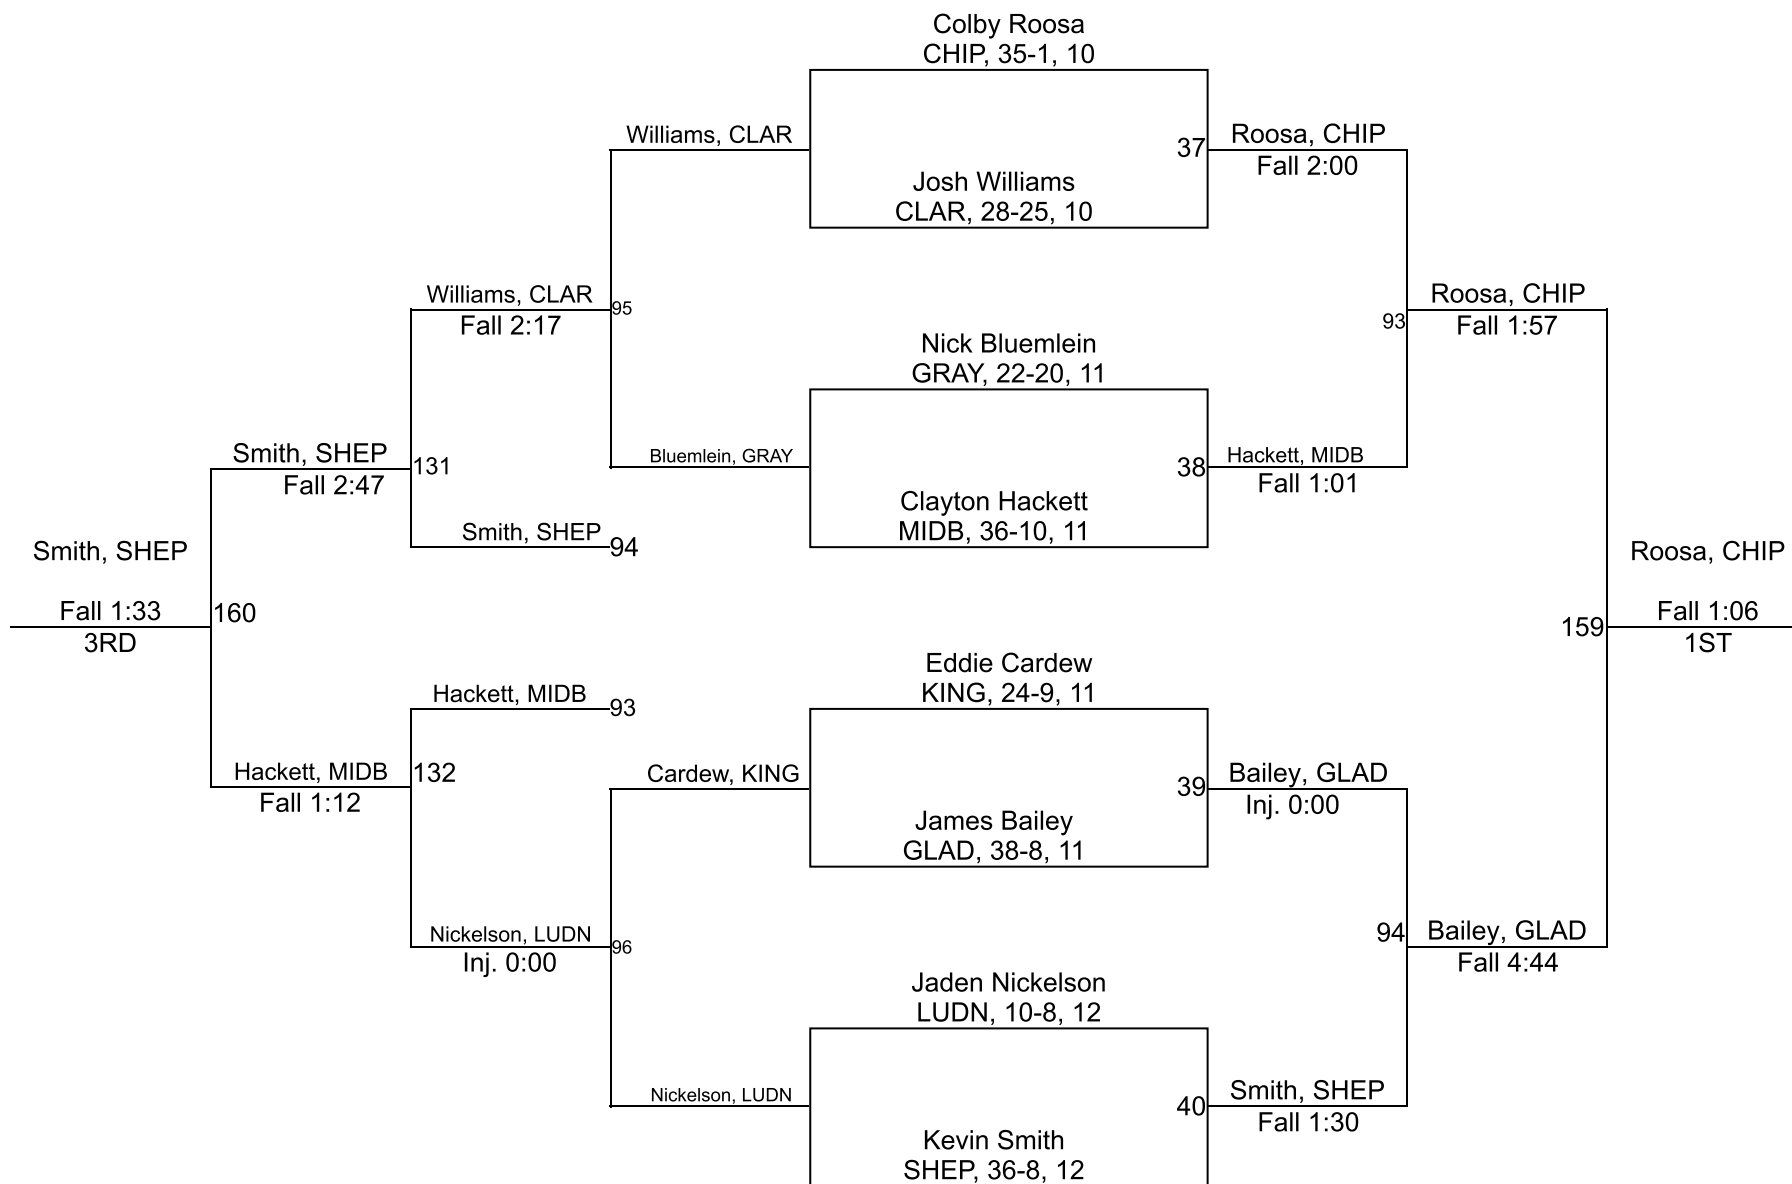 Colby Roosa
CHIP, 35-1, 10
Williams, CLAR
37
Roosa, CHIP
Fall 2:00
Josh Williams
CLAR, 28-25, 10
Williams, CLAR
Fall 2:17
95
93
Roosa, CHIP
Fall 1:57
Nick Bluemlein
GRAY, 22-20, 11
Smith, SHEP
Fall 2:47
131
Bluemlein, GRAY
38
Hackett, MIDB
Fall 1:01
Clayton Hackett
MIDB, 36-10, 11
Smith, SHEP
94
Smith, SHEP
Fall 1:33
3RD
160
Roosa, CHIP
159
Fall 1:06
1ST
Eddie Cardew
KING, 24-9, 11
Hackett, MIDB
93
Hackett, MIDB
Fall 1:12
132
Cardew, KING
39
Bailey, GLAD
Inj. 0:00
James Bailey
GLAD, 38-8, 11
Nickelson, LUDN
Inj. 0:00
96
94
Bailey, GLAD
Fall 4:44
Jaden Nickelson
LUDN, 10-8, 12
Nickelson, LUDN
40
Smith, SHEP
Fall 1:30
Kevin Smith
SHEP, 36-8, 12